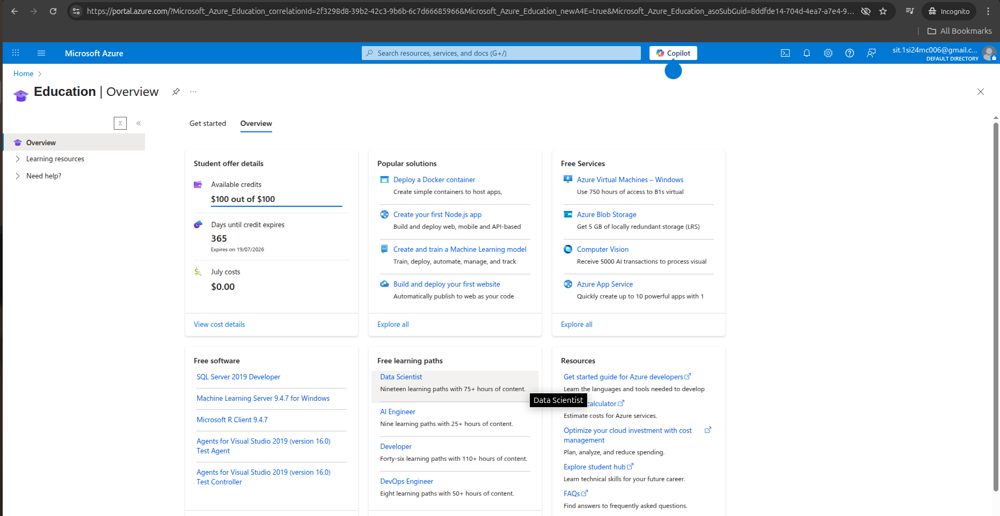 https://portal.azure.com/?Microsoft_Azure_Education_correlationId=2f3298d8-39b2-42c3-9b6b-6c7d66685966&Microsoft_Azure_Education_newA4E=true&Microsoft_Azure_Education_asoSubGuid=8ddfde14-704d-4ea7-a7e4-9...
Incognito
All Bookmarks
Microsoft Azure
Search resources, services, and docs (G+/)
Copilot
sit.1si24mc006@gmail.c...
DEFAULT DIRECTORY
Home
Education | Overview
Overview
Learning resources
Need help?
Get started
Overview
Student offer details
Available credits
$100 out of $100
Days until credit expires
365
Expires on 19/07/2026
July costs
$0.00
View cost details
Popular solutions
Deploy a Docker container
Create simple containers to host apps,
Create your first Node.js app
Build and deploy web, mobile and API-based
Create and train a Machine Learning model
Train, deploy, automate, manage, and track
Build and deploy your first website
Automatically publish to web as your code
Explore all
Free Services
Azure Virtual Machines – Windows
Use 750 hours of access to B1s virtual
Azure Blob Storage
Get 5 GB of locally redundant storage (LRS)
Computer Vision
Receive 5000 AI transactions to process visual
Azure App Service
Quickly create up to 10 powerful apps with 1
Explore all
Free software
SQL Server 2019 Developer
Machine Learning Server 9.4.7 for Windows
Microsoft R Client 9.4.7
Agents for Visual Studio 2019 (version 16.0)
Test Agent
Agents for Visual Studio 2019 (version 16.0)
Test Controller
Free learning paths
Data Scientist
Nineteen learning paths with 75+ hours of content.
Data Scientist
AI Engineer
Nine learning paths with 25+ hours of content.
Developer
Forty-six learning paths with 110+ hours of content.
DevOps Engineer
Eight learning paths with 50+ hours of content.
Resources
Get started guide for Azure developers
Learn the languages and tools needed to develop
calculator
Estimate costs for Azure services.
Optimize your cloud investment with cost
management
Plan, analyze, and reduce spending.
Explore student hub
Learn technical skills for your future career.
FAQs
Find answers to frequently asked questions.